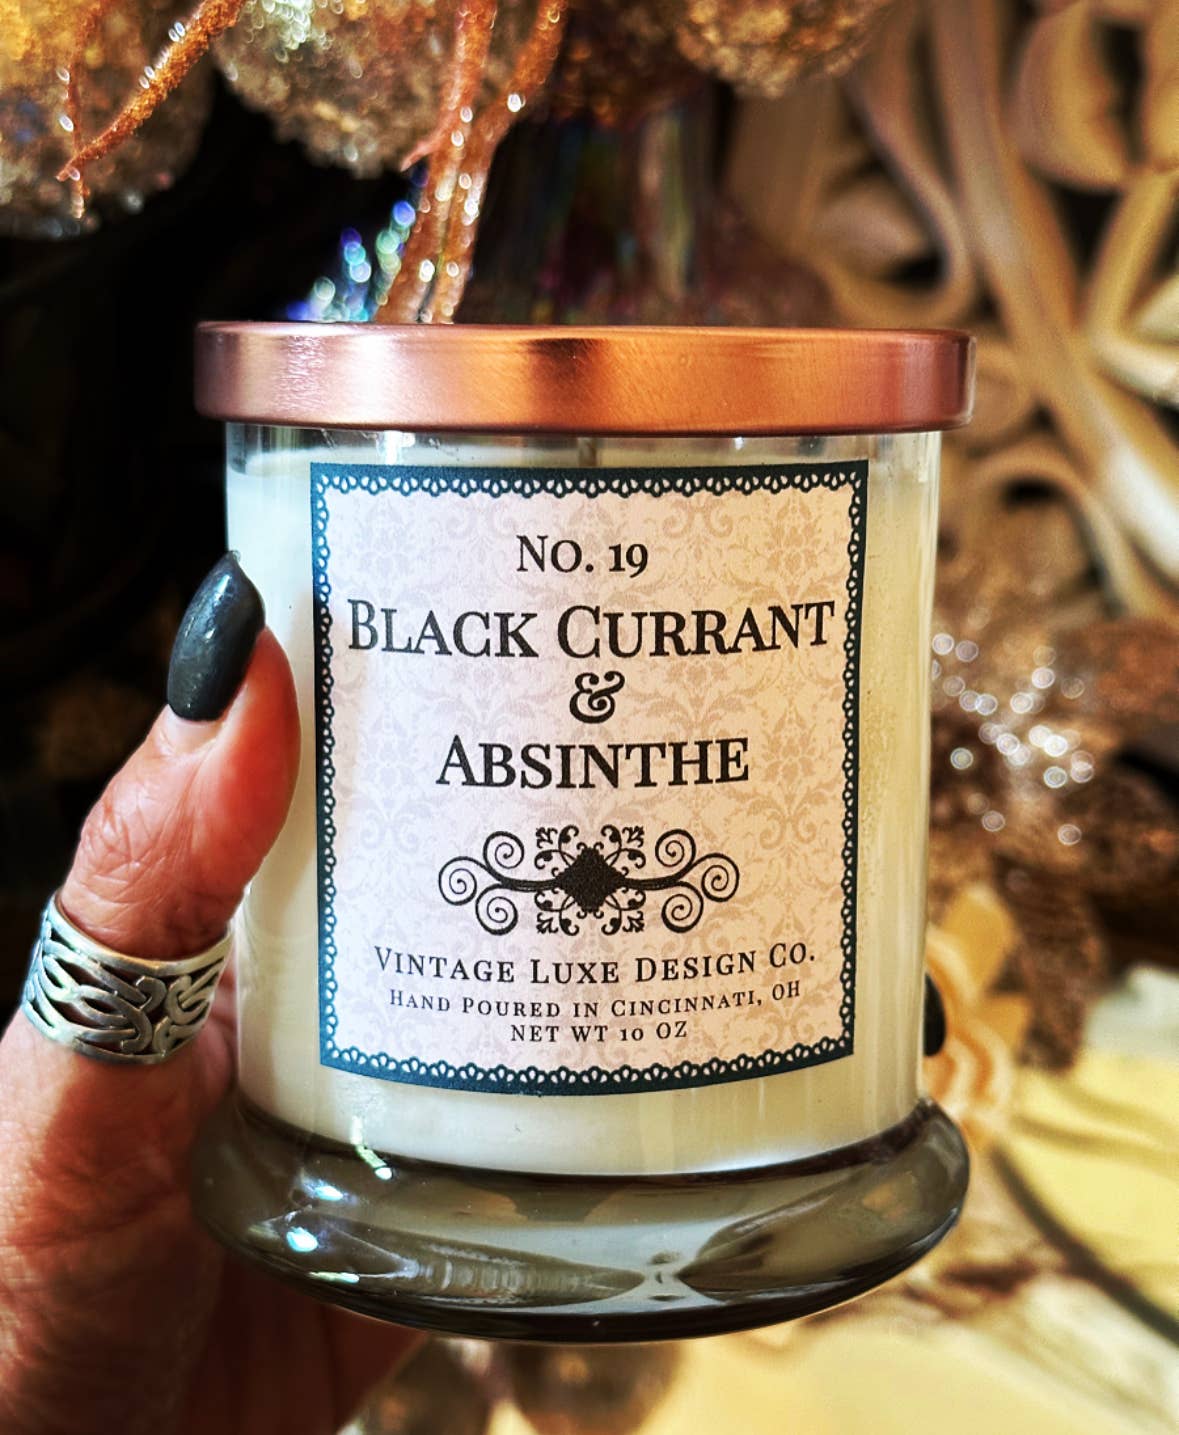 No. 19
Black Currant
&
Absinthe
Vintage Luxe Design Co.
Hand Poured in Cincinnati, OH
NET WT 10 OZ